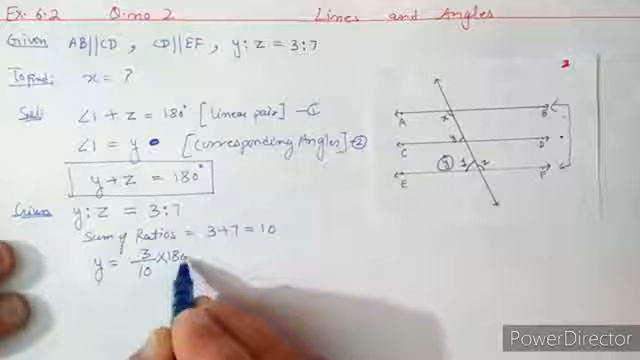 Ex. 6.2 Q.no 2 Lines and Angles
Given AB||CD, CD||EF, y:z = 3:7
To find: x = ?
Sol: ∠1 + z = 180° [linear pair] - ①
∠1 = y [Corresponding Angles] - ②
y + z = 180°
Given y:z = 3:7
Sum of Ratios = 3+7 = 10
y = 3/10 × 180
2
A x B
C y D
E 1 z F
PowerDirector